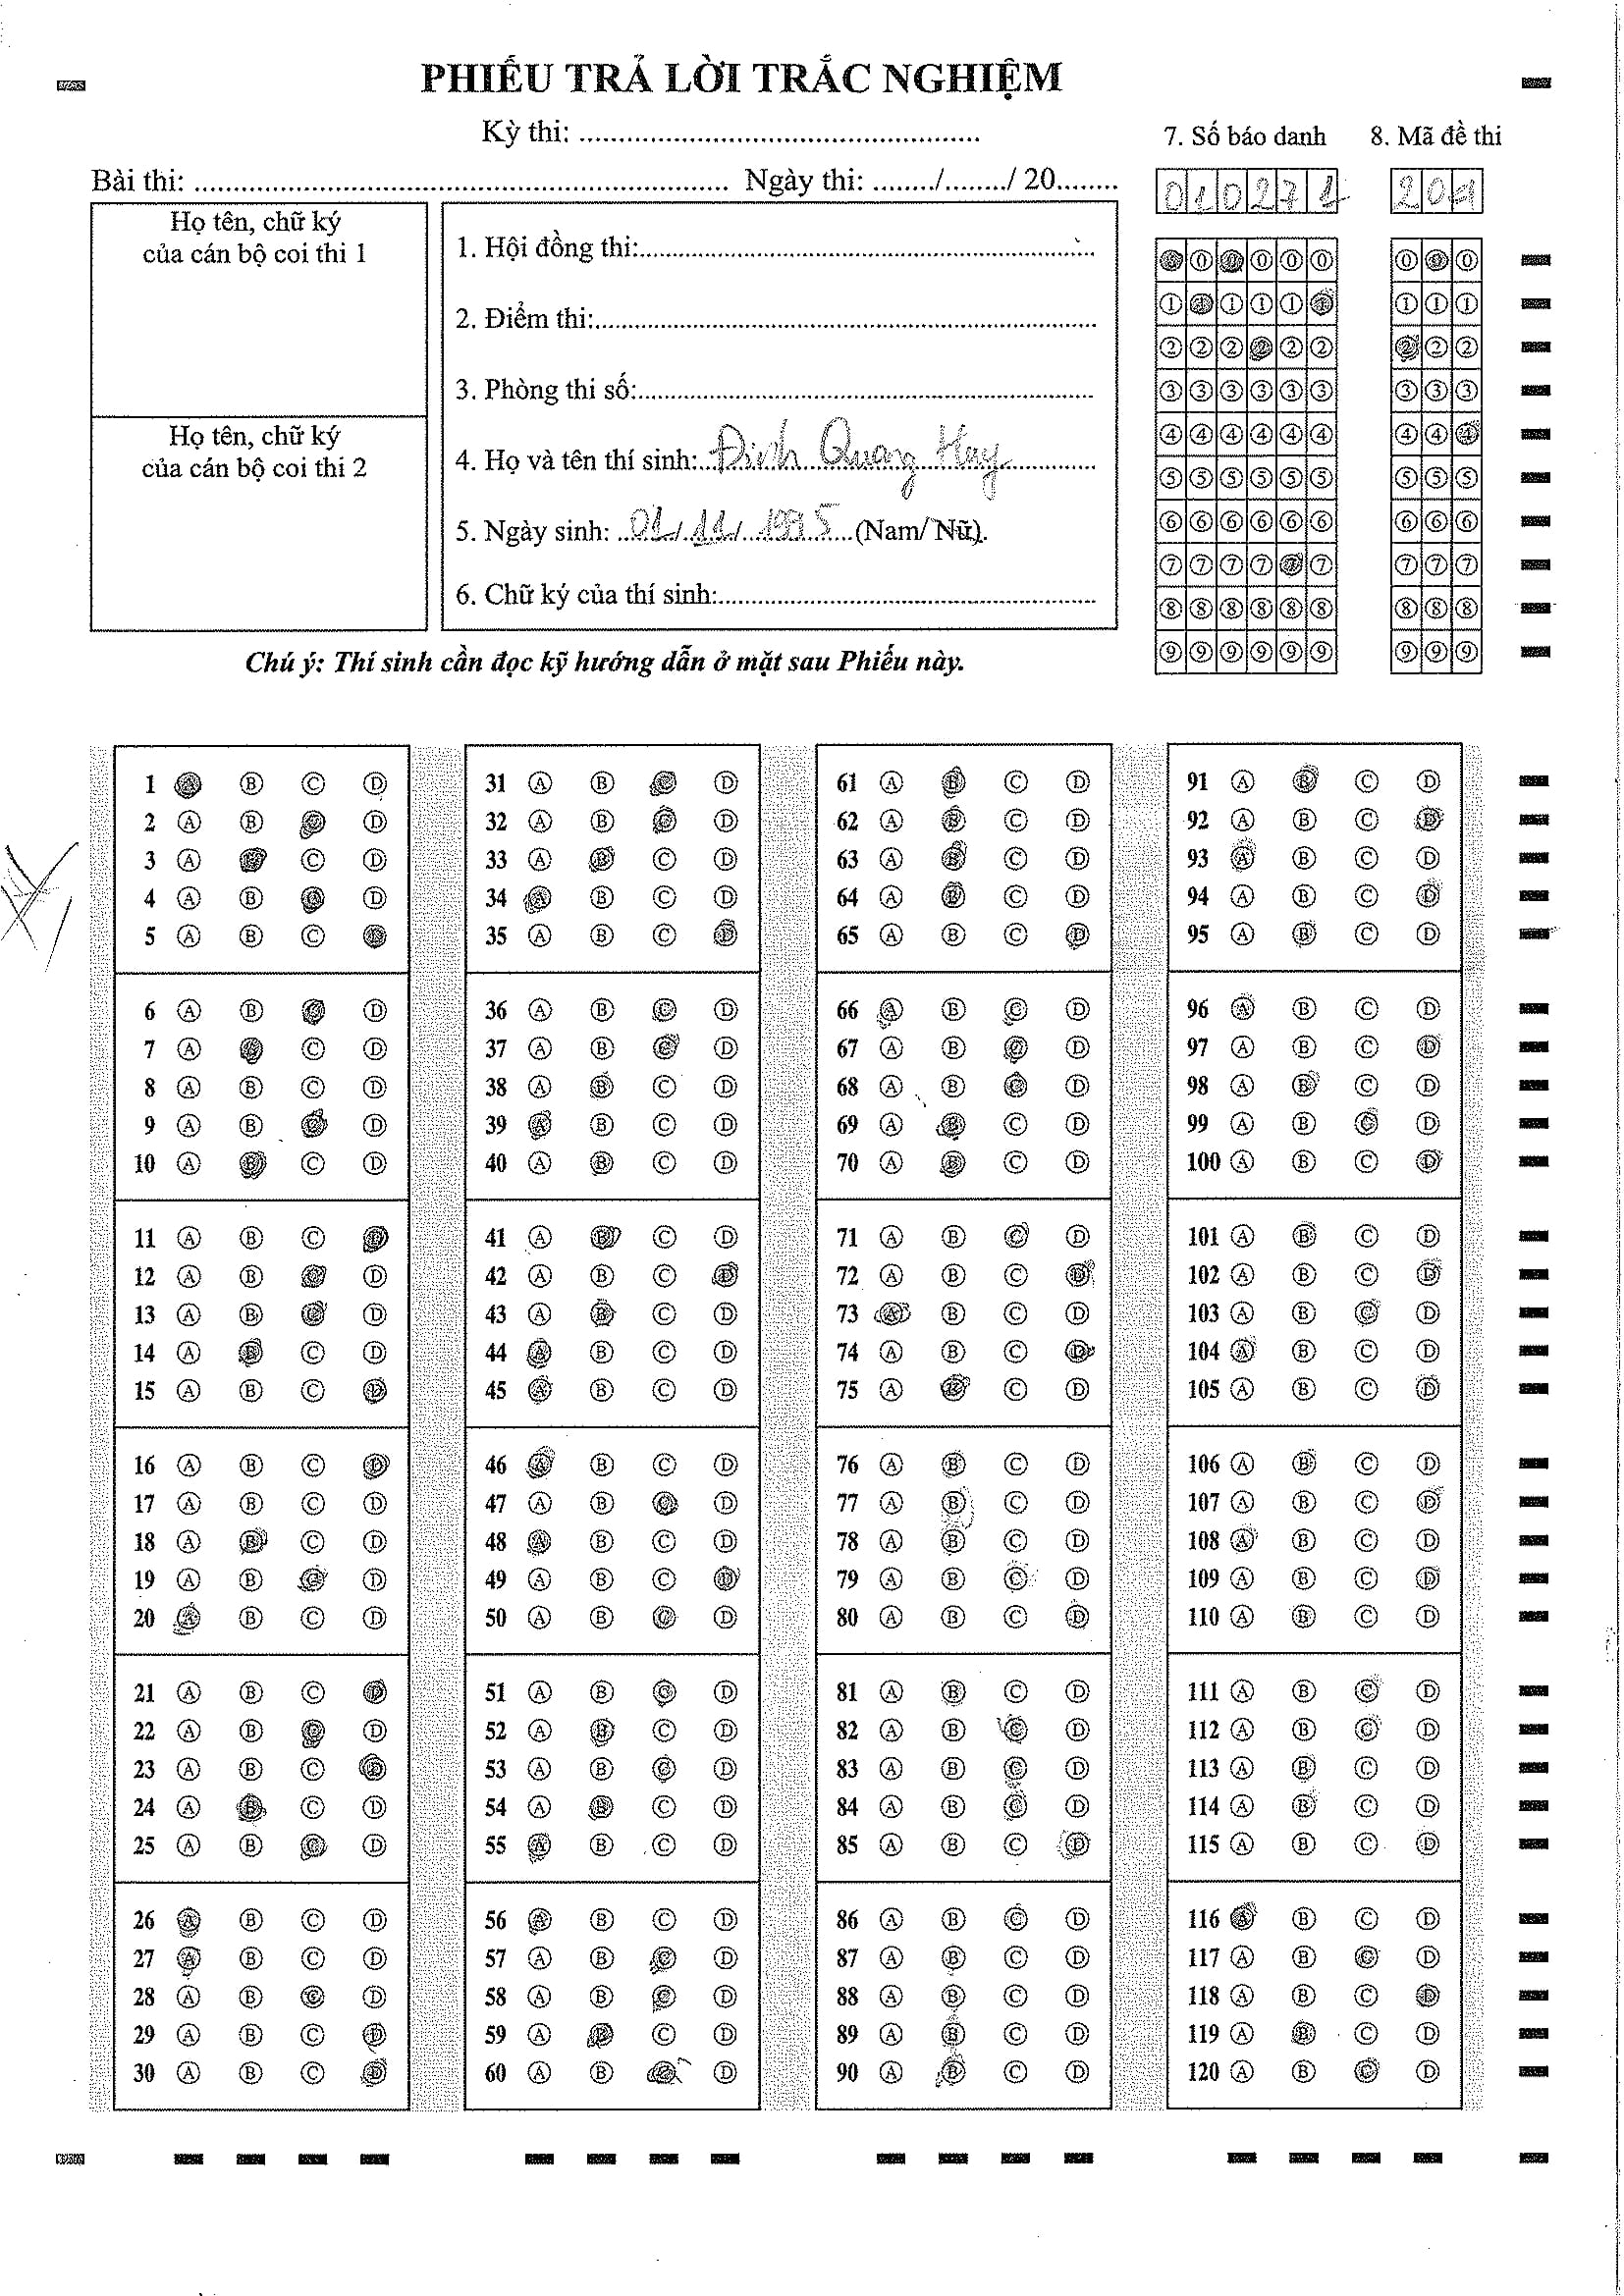 PHIẾU TRẢ LỜI TRẮC NGHIỆM
Kỳ thi: ................................................
Bài thi: ................................................ Ngày thi: ......../......../ 20........
7. Số báo danh
8. Mã đề thi
010271
204
Họ tên, chữ ký
của cán bộ coi thi 1
Họ tên, chữ ký
của cán bộ coi thi 2
1. Hội đồng thi:
2. Điểm thi:
3. Phòng thi số:
4. Họ và tên thí sinh: Đinh Quang Huy
5. Ngày sinh: 01/11/1995 (Nam/ Nữ).
6. Chữ ký của thí sinh:
0 0 0 0 0 0 0 0 0
1 1 1 1 1 1 1 1 1
2 2 2 2 2 2 2 2 2
3 3 3 3 3 3 3 3 3
4 4 4 4 4 4 4 4 4
5 5 5 5 5 5 5 5 5
6 6 6 6 6 6 6 6 6
7 7 7 7 7 7 7 7 7
8 8 8 8 8 8 8 8 8
9 9 9 9 9 9 9 9 9
Chú ý: Thí sinh cần đọc kỹ hướng dẫn ở mặt sau Phiếu này.
1 A B C D 31 A B C D 61 A B C D 91 A B C D
2 A B C D 32 A B C D 62 A B C D 92 A B C D
3 A B C D 33 A B C D 63 A B C D 93 A B C D
4 A B C D 34 A B C D 64 A B C D 94 A B C D
5 A B C D 35 A B C D 65 A B C D 95 A B C D
6 A B C D 36 A B C D 66 A B C D 96 A B C D
7 A B C D 37 A B C D 67 A B C D 97 A B C D
8 A B C D 38 A B C D 68 A B C D 98 A B C D
9 A B C D 39 A B C D 69 A B C D 99 A B C D
10 A B C D 40 A B C D 70 A B C D 100 A B C D
11 A B C D 41 A B C D 71 A B C D 101 A B C D
12 A B C D 42 A B C D 72 A B C D 102 A B C D
13 A B C D 43 A B C D 73 A B C D 103 A B C D
14 A B C D 44 A B C D 74 A B C D 104 A B C D
15 A B C D 45 A B C D 75 A B C D 105 A B C D
16 A B C D 46 A B C D 76 A B C D 106 A B C D
17 A B C D 47 A B C D 77 A B C D 107 A B C D
18 A B C D 48 A B C D 78 A B C D 108 A B C D
19 A B C D 49 A B C D 79 A B C D 109 A B C D
20 A B C D 50 A B C D 80 A B C D 110 A B C D
21 A B C D 51 A B C D 81 A B C D 111 A B C D
22 A B C D 52 A B C D 82 A B C D 112 A B C D
23 A B C D 53 A B C D 83 A B C D 113 A B C D
24 A B C D 54 A B C D 84 A B C D 114 A B C D
25 A B C D 55 A B C D 85 A B C D 115 A B C D
26 A B C D 56 A B C D 86 A B C D 116 A B C D
27 A B C D 57 A B C D 87 A B C D 117 A B C D
28 A B C D 58 A B C D 88 A B C D 118 A B C D
29 A B C D 59 A B C D 89 A B C D 119 A B C D
30 A B C D 60 A B C D 90 A B C D 120 A B C D